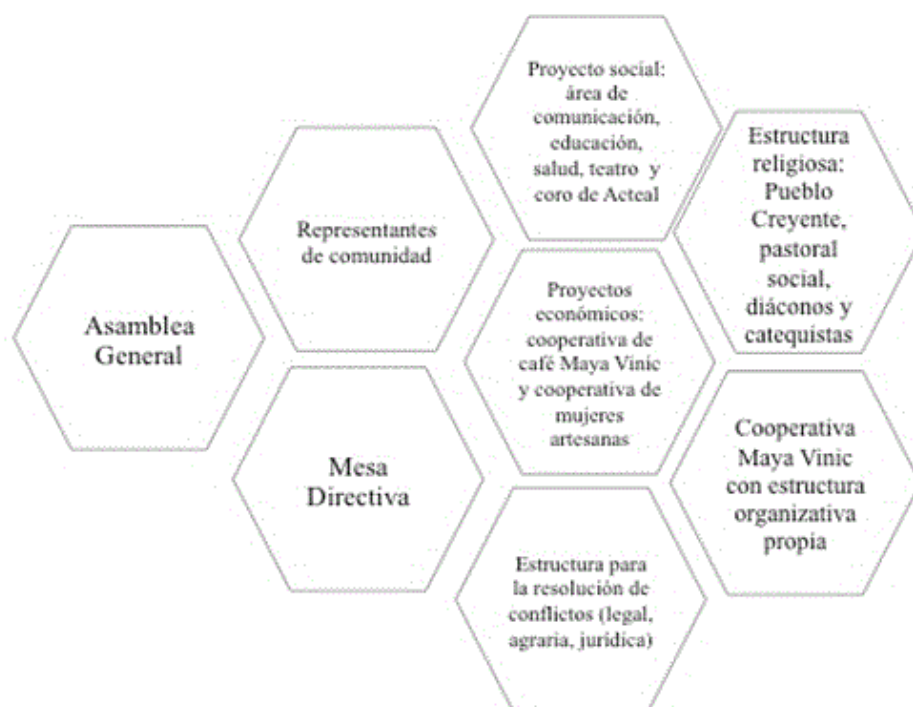 Proyecto social:
área de
comunicación,
educación,
salud, teatro y
coro de Acteal
Estructura
religiosa:
Pueblo
Creyente,
pastoral
social,
diáconos y
catequistas
Representantes
de comunidad
Asamblea
General
Proyectos
económicos:
cooperativa de
café Maya Vinic
y cooperativa de
mujeres
artesanas
Mesa
Directiva
Cooperativa
Maya Vinic
con estructura
organizativa
propia
Estructura para
la resolución de
conflictos (legal,
agraria, jurídica)